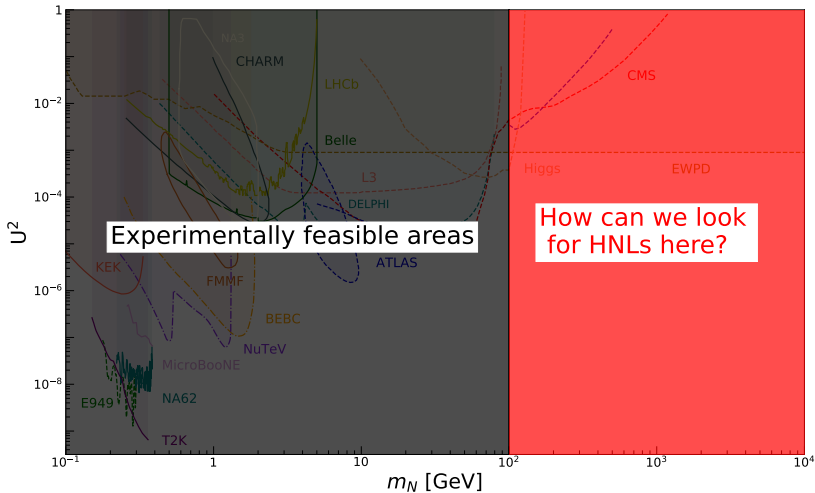 1
10⁻²
10⁻⁴
10⁻⁶
10⁻⁸
U²
NA3
CHARM
LHCb
Belle
L3
DELPHI
ATLAS
KEK
FMMF
BEBC
NuTeV
MicroBooNE
NA62
E949
T2K
CMS
Higgs
EWPD
Experimentally feasible areas
How can we look
for HNLs here?
10⁻¹
1
10
10²
10³
10⁴
m_N [GeV]